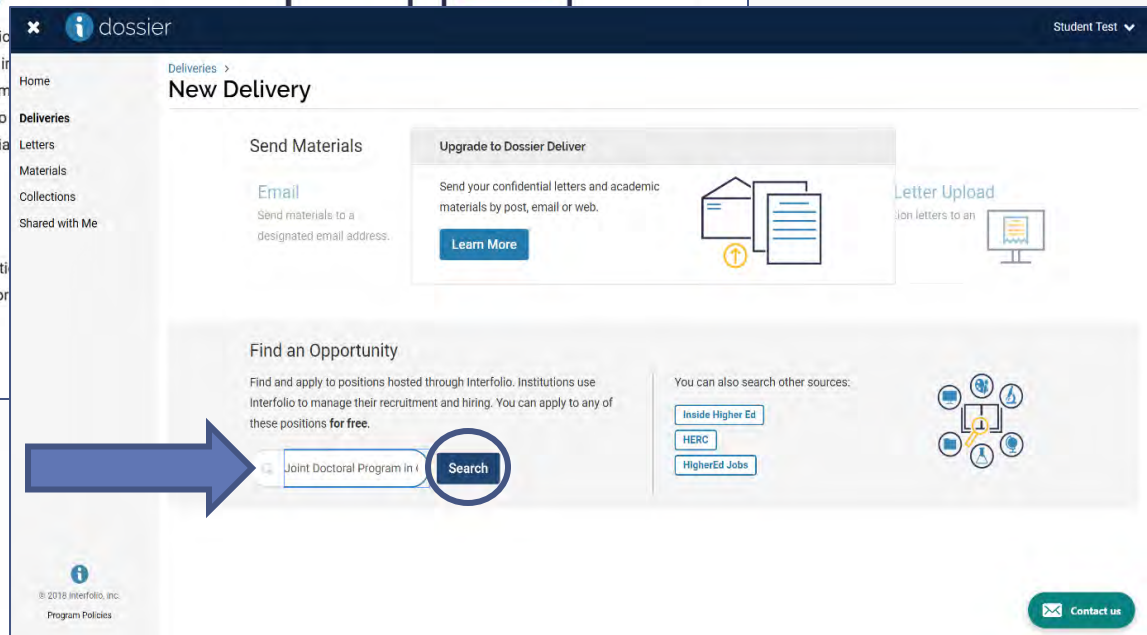 dossier
Student Test
Home
Deliveries
Letters
Materials
Collections
Shared with Me
Deliveries >
New Delivery
Send Materials
Email
Send materials to a
designated email address.
Upgrade to Dossier Deliver
Send your confidential letters and academic
materials by post, email or web.
Learn More
Letter Upload
letters to an
Find an Opportunity
Find and apply to positions hosted through Interfolio. Institutions use
Interfolio to manage their recruitment and hiring. You can apply to any of
these positions for free.
Joint Doctoral Program in
Search
You can also search other sources:
Inside Higher Ed
HERC
HigherEd Jobs
© 2018 Interfolio, Inc.
Program Policies
Contact us